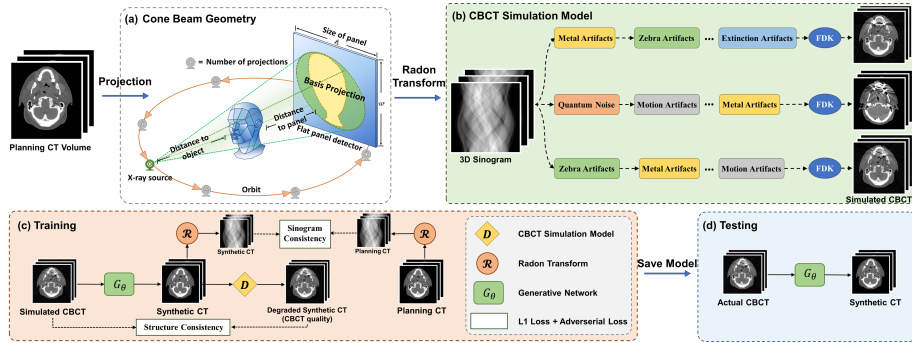 Planning CT Volume
Projection
(a) Cone Beam Geometry
Size of panel
= Number of projections
Basis Projection
Distance to panel
Flat panel detector
Distance to object
X-ray source
Orbit
Radon Transform
(b) CBCT Simulation Model
3D Sinogram
Metal Artifacts
Zebra Artifacts
...
Extinction Artifacts
FDK
Quantum Noise
Motion Artifacts
...
Metal Artifacts
FDK
Zebra Artifacts
Metal Artifacts
...
Motion Artifacts
FDK
Simulated CBCT
(c) Training
R
Synthetic CT
Sinogram
Consistency
Planning CT
R
Simulated CBCT
Gθ
Synthetic CT
D
Degraded Synthetic CT
(CBCT quality)
Planning CT
Structure Consistency
D
CBCT Simulation Model
R
Radon Transform
Gθ
Generative Network
L1 Loss + Adverserial Loss
Save Model
(d) Testing
Actual CBCT
Gθ
Synthetic CT